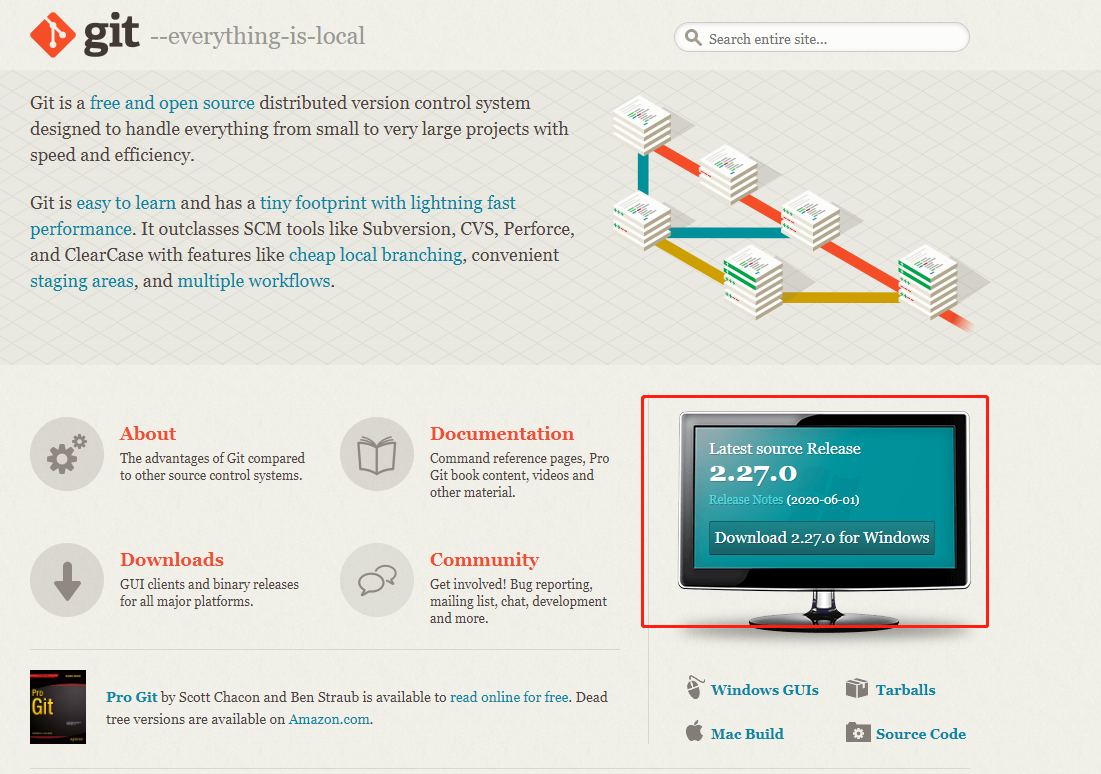 git --everything-is-local
Search entire site...
Git is a free and open source distributed version control system
designed to handle everything from small to very large projects with
speed and efficiency.
Git is easy to learn and has a tiny footprint with lightning fast
performance. It outclasses SCM tools like Subversion, CVS, Perforce,
and ClearCase with features like cheap local branching, convenient
staging areas, and multiple workflows.
About
The advantages of Git compared
to other source control systems.
Documentation
Command reference pages, Pro
Git book content, videos and
other material.
Downloads
GUI clients and binary releases
for all major platforms.
Community
Get involved! Bug reporting,
mailing list, chat, development
and more.
Latest source Release
2.27.0
Release Notes (2020-06-01)
Download 2.27.0 for Windows
Pro
Git
Pro Git by Scott Chacon and Ben Straub is available to read online for free. Dead
tree versions are available on Amazon.com.
Windows GUIs
Tarballs
Mac Build
Source Code